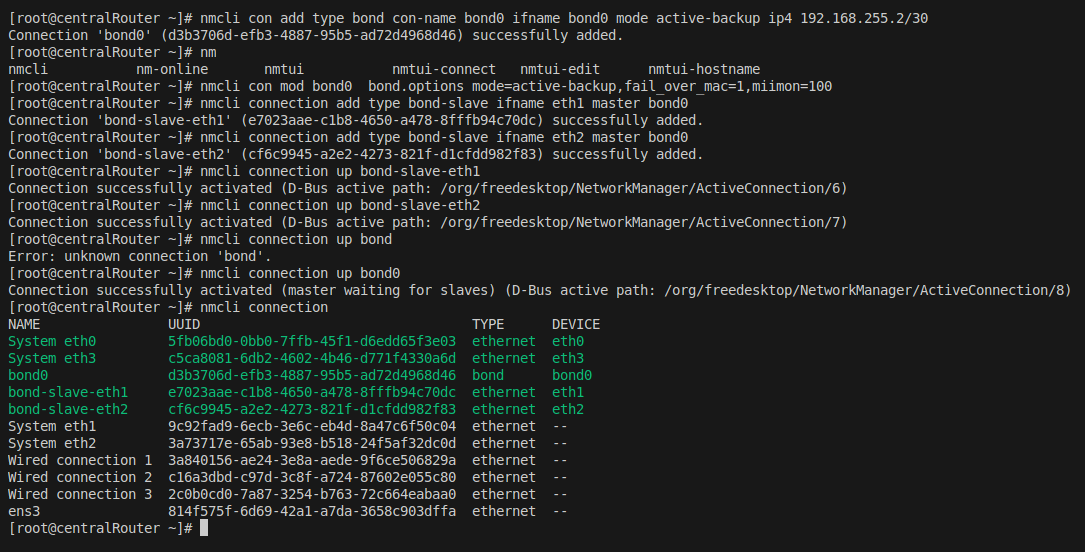 [root@centralRouter ~]# nmcli con add type bond con-name bond0 ifname bond0 mode active-backup ip4 192.168.255.2/30
Connection 'bond0' (d3b3706d-efb3-4887-95b5-ad72d4968d46) successfully added.
[root@centralRouter ~]# nm
nmcli           nm-online       nmtui           nmtui-connect   nmtui-edit      nmtui-hostname
[root@centralRouter ~]# nmcli con mod bond0  bond.options mode=active-backup,fail_over_mac=1,miimon=100
[root@centralRouter ~]# nmcli connection add type bond-slave ifname eth1 master bond0
Connection 'bond-slave-eth1' (e7023aae-c1b8-4650-a478-8fffb94c70dc) successfully added.
[root@centralRouter ~]# nmcli connection add type bond-slave ifname eth2 master bond0
Connection 'bond-slave-eth2' (cf6c9945-a2e2-4273-821f-d1cfdd982f83) successfully added.
[root@centralRouter ~]# nmcli connection up bond-slave-eth1
Connection successfully activated (D-Bus active path: /org/freedesktop/NetworkManager/ActiveConnection/6)
[root@centralRouter ~]# nmcli connection up bond-slave-eth2
Connection successfully activated (D-Bus active path: /org/freedesktop/NetworkManager/ActiveConnection/7)
[root@centralRouter ~]# nmcli connection up bond
Error: unknown connection 'bond'.
[root@centralRouter ~]# nmcli connection up bond0
Connection successfully activated (master waiting for slaves) (D-Bus active path: /org/freedesktop/NetworkManager/ActiveConnection/8)
[root@centralRouter ~]# nmcli connection
NAME                UUID                                  TYPE      DEVICE
System eth0         5fb06bd0-0bb0-7ffb-45f1-d6edd65f3e03  ethernet  eth0
System eth3         c5ca8081-6db2-4602-4b46-d771f4330a6d  ethernet  eth3
bond0               d3b3706d-efb3-4887-95b5-ad72d4968d46  bond      bond0
bond-slave-eth1     e7023aae-c1b8-4650-a478-8fffb94c70dc  ethernet  eth1
bond-slave-eth2     cf6c9945-a2e2-4273-821f-d1cfdd982f83  ethernet  eth2
System eth1         9c92fad9-6ecb-3e6c-eb4d-8a47c6f50c04  ethernet  --
System eth2         3a73717e-65ab-93e8-b518-24f5af32dc0d  ethernet  --
Wired connection 1  3a840156-ae24-3e8a-aede-9f6ce506829a  ethernet  --
Wired connection 2  c16a3dbd-c97d-3c8f-a724-87602e055c80  ethernet  --
Wired connection 3  2c0b0cd0-7a87-3254-b763-72c664eabaa0  ethernet  --
ens3                814f575f-6d69-42a1-a7da-3658c903dffa  ethernet  --
[root@centralRouter ~]#